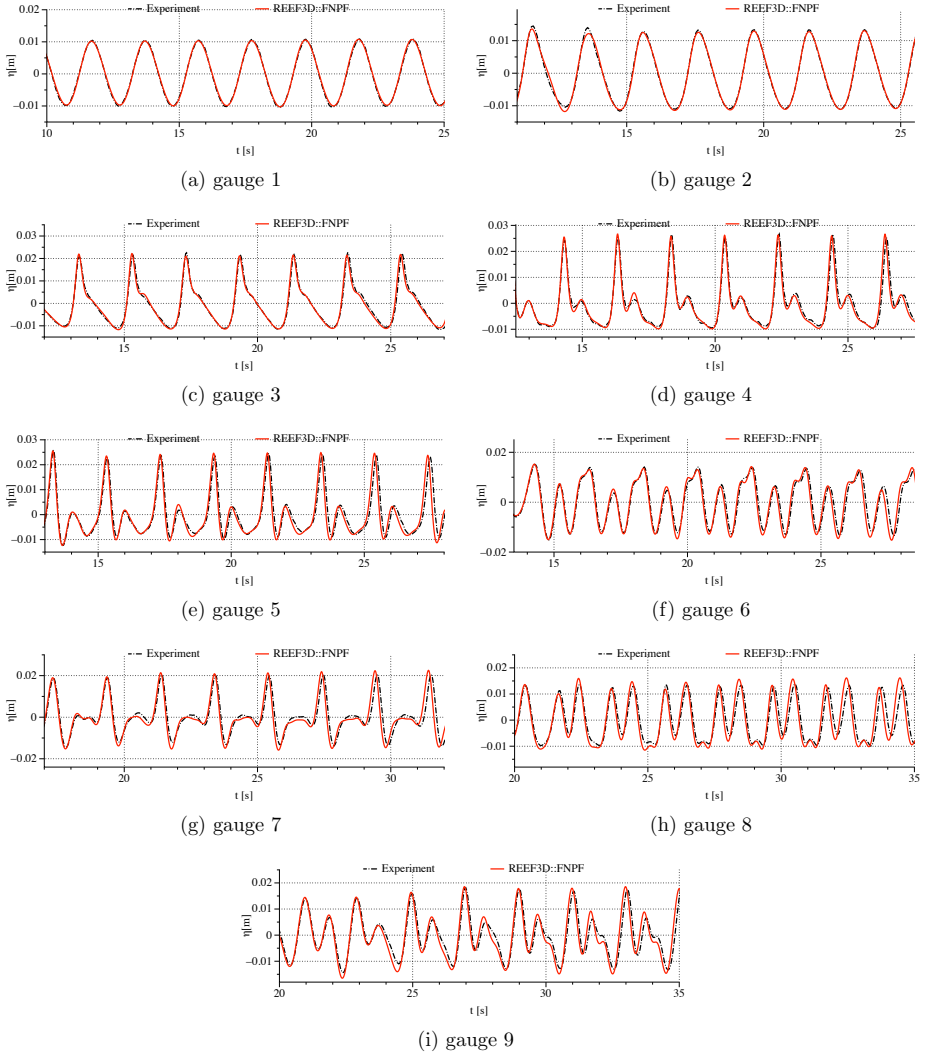 Experiment REEF3D::FNPF
0.02
0.01
0
−0.01
η[m]
10 15 20 25
t [s]
(a) gauge 1
Experiment REEF3D::FNPF
0.01
0
−0.01
η[m]
15 20 25
t [s]
(b) gauge 2
Experiment REEF3D::FNPF
0.03
0.02
0.01
0
−0.01
η[m]
15 20 25
t [s]
(c) gauge 3
Experiment REEF3D::FNPF
0.03
0.02
0.01
0
−0.01
η[m]
15 20 25
t [s]
(d) gauge 4
Experiment REEF3D::FNPF
0.03
0.02
0.01
0
−0.01
η[m]
15 20 25
t [s]
(e) gauge 5
Experiment REEF3D::FNPF
0.02
0
−0.02
η[m]
15 20 25
t [s]
(f) gauge 6
Experiment REEF3D::FNPF
0.02
0
−0.02
η[m]
20 25 30
t [s]
(g) gauge 7
Experiment REEF3D::FNPF
0.02
0.01
0
−0.01
η[m]
20 25 30 35
t [s]
(h) gauge 8
Experiment REEF3D::FNPF
0.02
0.01
0
−0.01
η[m]
20 25 30 35
t [s]
(i) gauge 9